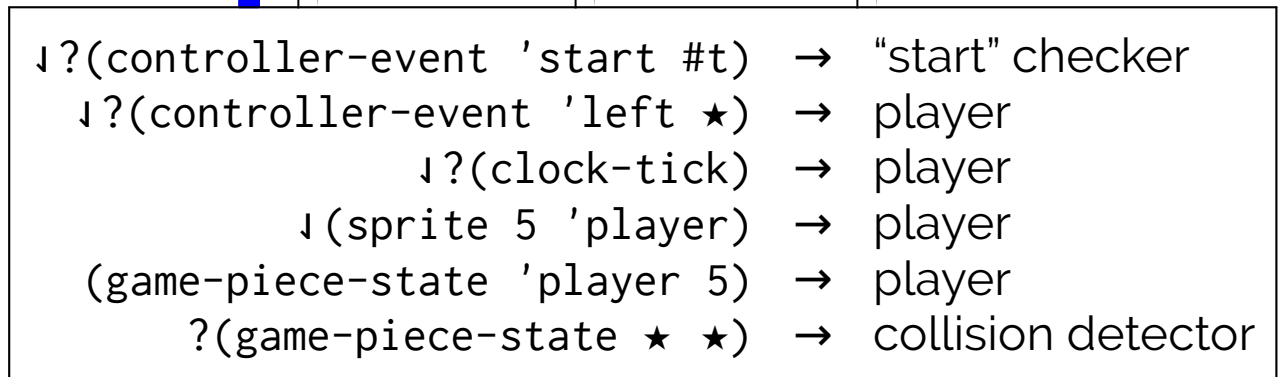 ⇃?(controller-event 'start #t) → “start” checker
⇃?(controller-event 'left ★) → player
⇃?(clock-tick) → player
⇃(sprite 5 'player) → player
(game-piece-state 'player 5) → player
?(game-piece-state ★ ★) → collision detector